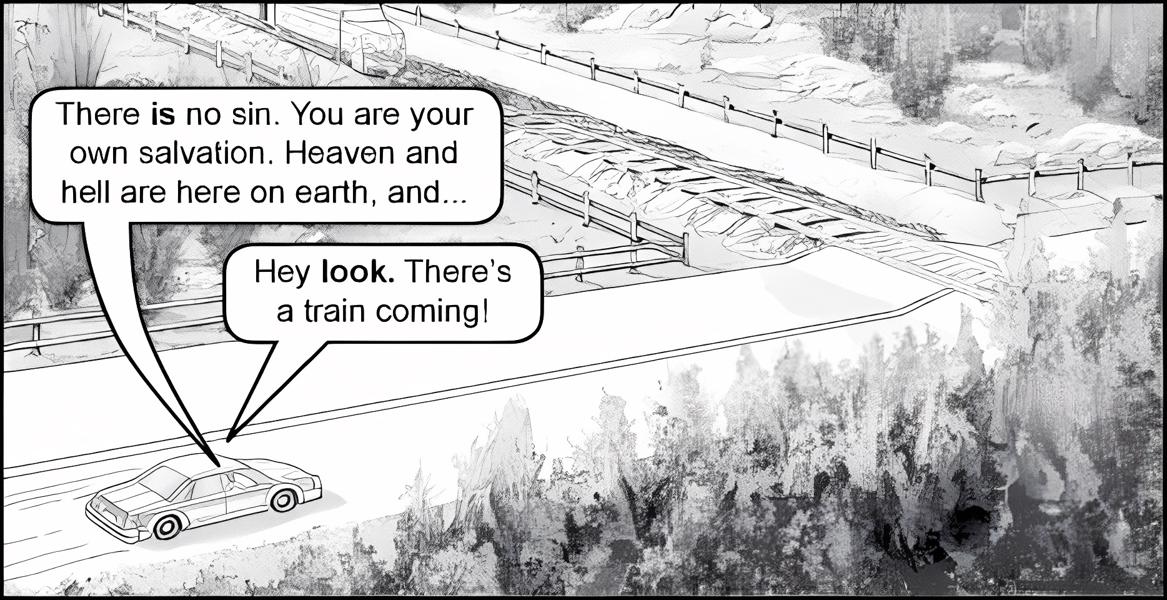 There is no sin. You are your
own salvation. Heaven and
hell are here on earth, and...
Hey look. There's
a train coming!